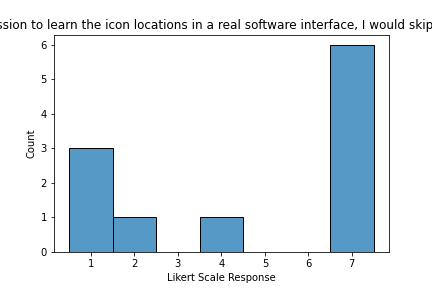 to learn the icon locations in a real software interface, I would skip
6
5
4
3
2
1
0
Count
1 2 3 4 5 6 7
Likert Scale Response